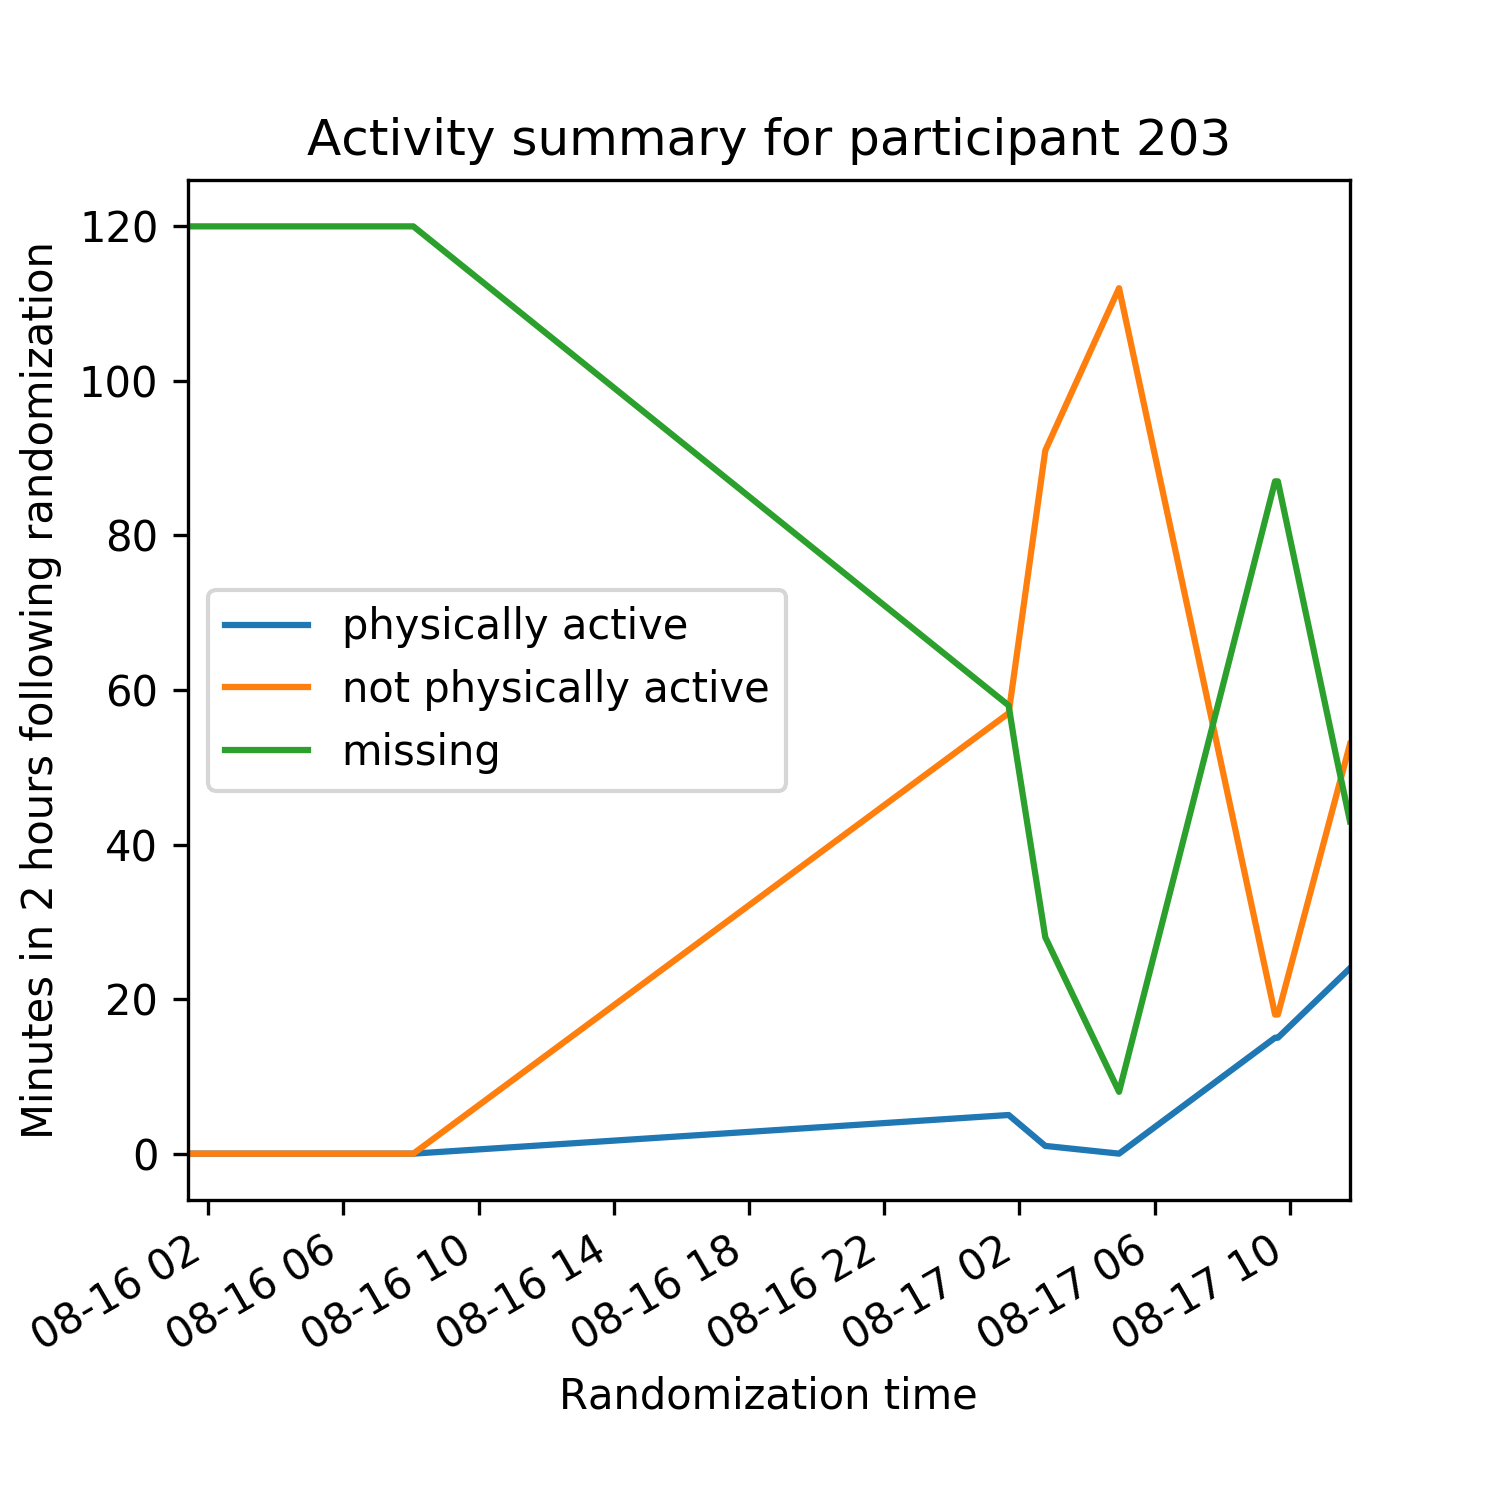 Activity summary for participant 203
120
100
80
60
40
20
0
Minutes in 2 hours following randomization
physically active
not physically active
missing
08-16 02
08-16 06
08-16 10
08-16 14
08-16 18
08-16 22
08-17 02
08-17 06
08-17 10
Randomization time